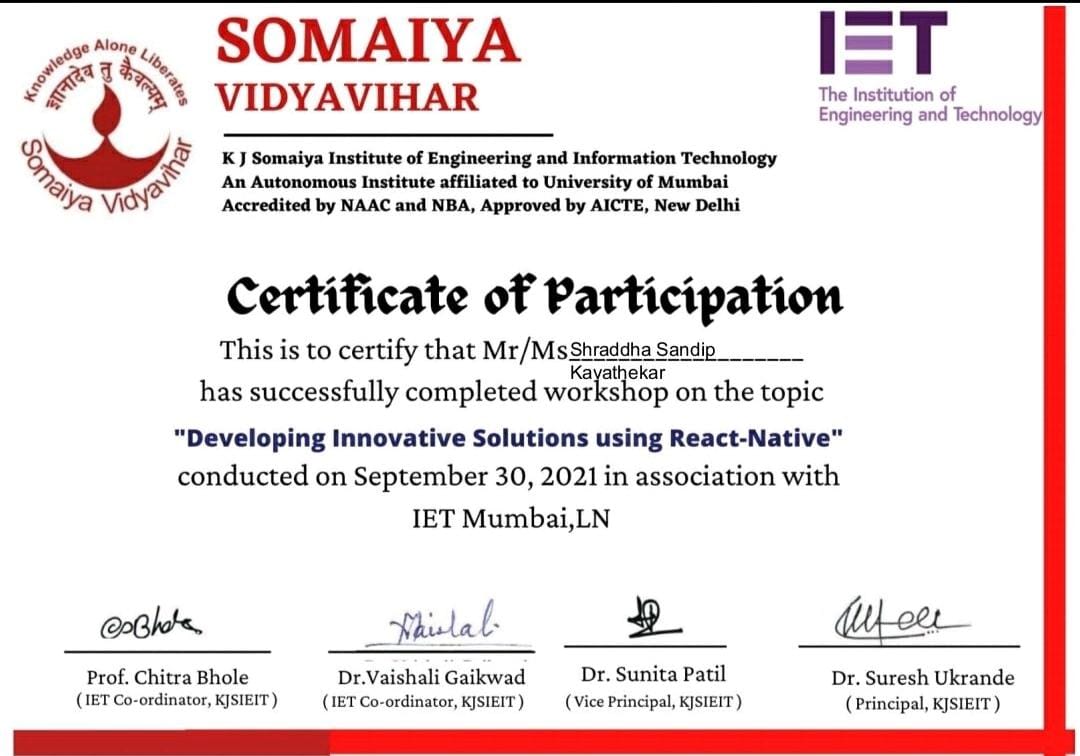 Knowledge Alone Liberates
ज्ञानादेव तु कैवल्यम्
Somaiya Vidyavihar
SOMAIYA
VIDYAVIHAR
IET
The Institution of
Engineering and Technology
K J Somaiya Institute of Engineering and Information Technology
An Autonomous Institute affiliated to University of Mumbai
Accredited by NAAC and NBA, Approved by AICTE, New Delhi
Certificate of Participation
This is to certify that Mr/Ms Shraddha Sandip
Kayathekar
has successfully completed workshop on the topic
"Developing Innovative Solutions using React-Native"
conducted on September 30, 2021 in association with
IET Mumbai,LN
Prof. Chitra Bhole
(IET Co-ordinator, KJSIEIT)
Dr.Vaishali Gaikwad
(IET Co-ordinator, KJSIEIT)
Dr. Sunita Patil
(Vice Principal, KJSIEIT)
Dr. Suresh Ukrande
(Principal, KJSIEIT)